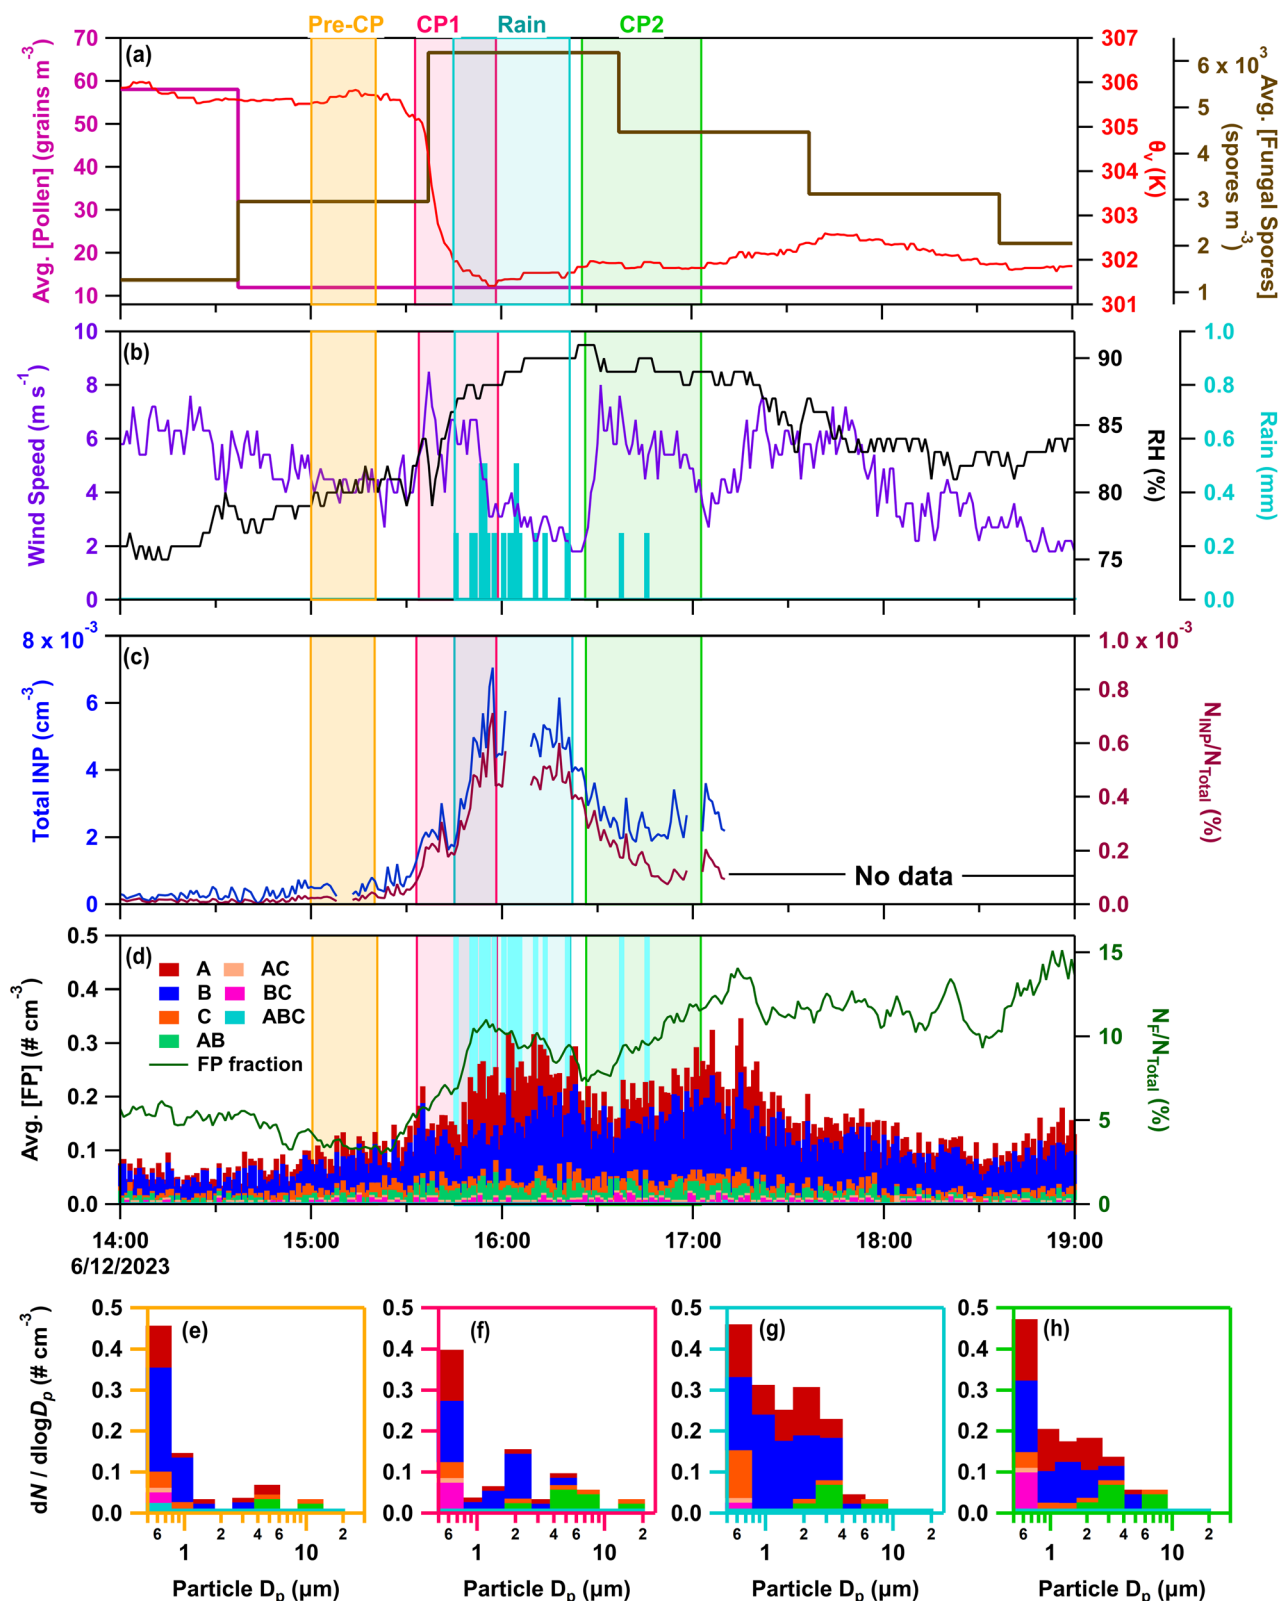 Pre-CP CP1 Rain CP2
(a)
70
60
50
40
30
20
10
Avg. [Pollen] (grains m⁻³)
307
306
305
304
303
302
301
θᵥ (K)
6 x 10³
5
4
3
2
1
Avg. [Fungal Spores]
(spores m⁻³)
(b)
10
8
6
4
2
0
Wind Speed (m s⁻¹)
90
85
80
75
RH (%)
1.0
0.8
0.6
0.4
0.2
0.0
Rain (mm)
(c)
8 x 10⁻³
6
4
2
0
Total INP (cm⁻³)
1.0 x 10⁻³
0.8
0.6
0.4
0.2
0.0
N_INP/N_Total
(%)
No data
(d)
0.5
0.4
0.3
0.2
0.1
0.0
Avg. [FP] (# cm⁻³)
A AC
B BC
C ABC
AB
FP fraction
15
10
5
0
N_F/N_Total
(%)
14:00 15:00 16:00 17:00 18:00 19:00
6/12/2023
dN / dlogD_p (# cm⁻³)
(e)
0.5
0.4
0.3
0.2
0.1
0.0
6 2 4 6 2
1 10
Particle D_p (µm)
(f)
0.5
0.4
0.3
0.2
0.1
0.0
6 2 4 6 2
1 10
Particle D_p (µm)
(g)
0.5
0.4
0.3
0.2
0.1
0.0
6 2 4 6 2
1 10
Particle D_p (µm)
(h)
0.5
0.4
0.3
0.2
0.1
0.0
6 2 4 6 2
1 10
Particle D_p (µm)